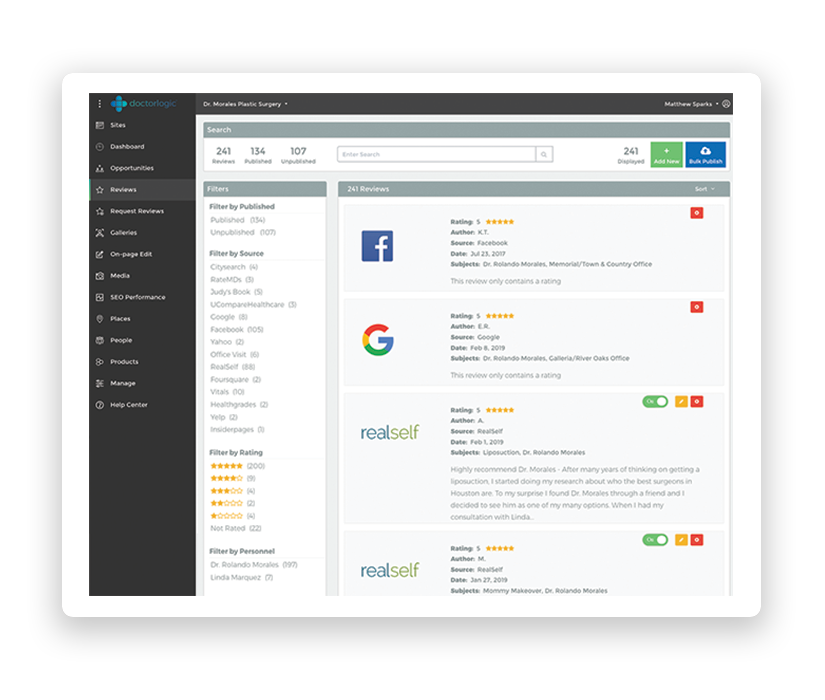 doctorlogic
Dr. Morales Plastic Surgery
Matthew Sparks
Sites
Dashboard
Opportunities
Reviews
Request Reviews
Galleries
On-page Edit
Media
SEO Performance
Places
People
Products
Manage
Help Center
Search
241 134 107
Reviews Published Unpublished
Enter Search
241
Displayed
Add New
Bulk Publish
Filters
Filter by Published
Published (134)
Unpublished (107)
Filter by Source
Citysearch (4)
RateMDs (3)
Judy's Book (5)
UCompareHealthcare (3)
Google (8)
Facebook (105)
Yahoo (2)
Office Visit (6)
RealSelf (88)
Foursquare (2)
Vitals (10)
Healthgrades (2)
Yelp (2)
Insiderpages (1)
Filter by Rating
★★★★★ (200)
★★★★☆ (9)
★★★☆☆ (4)
★★☆☆☆ (2)
★☆☆☆☆ (4)
Not Rated (22)
Filter by Personnel
Dr. Rolando Morales (197)
Linda Marquez (7)
241 Reviews
Sort
f
Rating: 5 ★★★★★
Author: K.T.
Source: Facebook
Date: Jul 23, 2017
Subjects: Dr. Rolando Morales, Memorial/Town & Country Office
This review only contains a rating
G
Rating: 5 ★★★★★
Author: E.R.
Source: Google
Date: Feb 8, 2019
Subjects: Dr. Rolando Morales, Galleria/River Oaks Office
This review only contains a rating
On
realself
Rating: 5 ★★★★★
Author: A.
Source: RealSelf
Date: Feb 1, 2019
Subjects: Liposuction, Dr. Rolando Morales
Highly recommend Dr. Morales - After many years of thinking on getting a
liposuction, I started doing my research about who the best surgeons in
Houston are. To my surprise I found Dr. Morales through a friend and I
decided to see him as one of my many options. When I had my
consultation with Linda...
On
realself
Rating: 5 ★★★★★
Author: M.
Source: RealSelf
Date: Jan 27, 2019
Subjects: Mommy Makeover, Dr. Rolando Morales